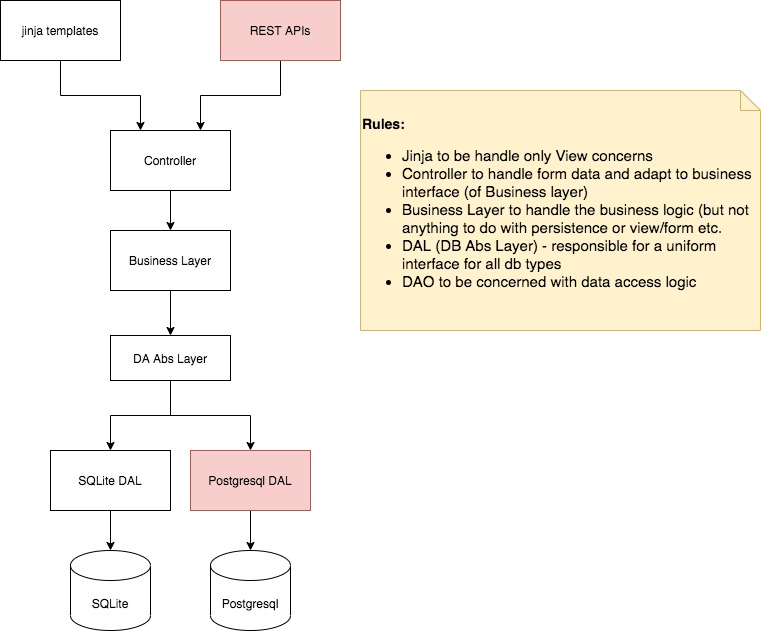 jinja templates
REST APIs
Rules:
• Jinja to be handle only View concerns
• Controller to handle form data and adapt to business
interface (of Business layer)
• Business Layer to handle the business logic (but not
anything to do with persistence or view/form etc.
• DAL (DB Abs Layer) - responsible for a uniform
interface for all db types
• DAO to be concerned with data access logic
Controller
Business Layer
DA Abs Layer
SQLite DAL
Postgresql DAL
SQLite
Postgresql